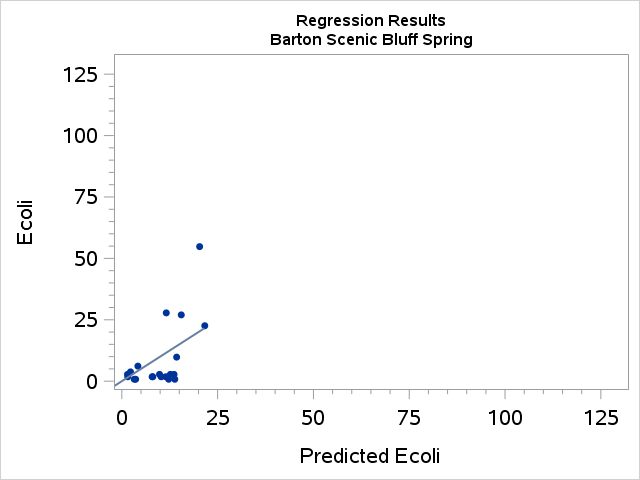 Regression Results
Barton Scenic Bluff Spring
125
100
75
50
25
0
Ecoli
0 25 50 75 100 125
Predicted Ecoli